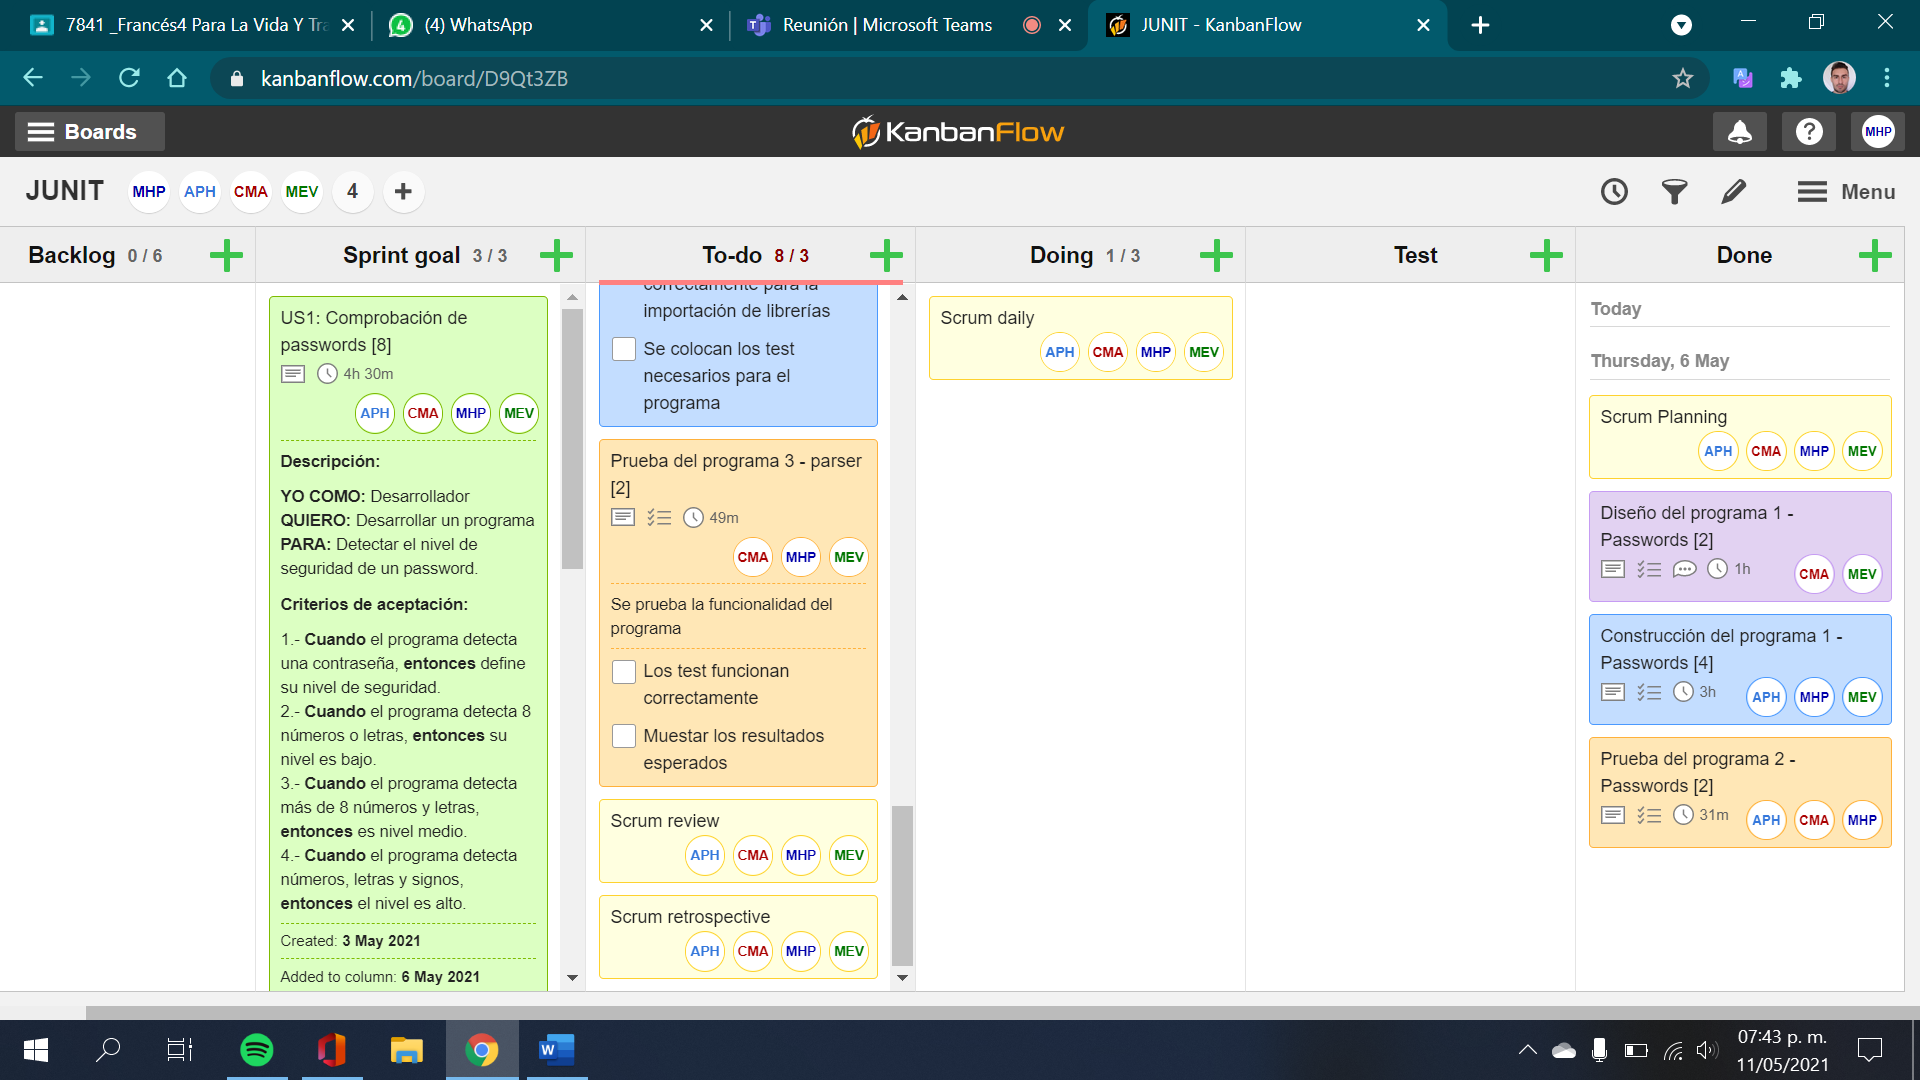 7841 _Francés4 Para La Vida Y Tra
(4) WhatsApp
Reunión | Microsoft Teams
JUNIT - KanbanFlow
kanbanflow.com/board/D9Qt3ZB
Boards
KanbanFlow
MHP
JUNIT
MHP APH CMA MEV 4
Menu
Backlog 0 / 6
Sprint goal 3 / 3
To-do 8 / 3
Doing 1 / 3
Test
Done
US1: Comprobación de
passwords [8]
4h 30m
APH CMA MHP MEV
Descripción:
YO COMO: Desarrollador
QUIERO: Desarrollar un programa
PARA: Detectar el nivel de
seguridad de un password.
Criterios de aceptación:
1.- Cuando el programa detecta
una contraseña, entonces define
su nivel de seguridad.
2.- Cuando el programa detecta 8
números o letras, entonces su
nivel es bajo.
3.- Cuando el programa detecta
más de 8 números y letras,
entonces es nivel medio.
4.- Cuando el programa detecta
números, letras y signos,
entonces el nivel es alto.
Created: 3 May 2021
Added to column: 6 May 2021
correctamente para la
importación de librerías
Se colocan los test
necesarios para el
programa
Prueba del programa 3 - parser
[2]
49m
CMA MHP MEV
Se prueba la funcionalidad del
programa
Los test funcionan
correctamente
Muestar los resultados
esperados
Scrum review
APH CMA MHP MEV
Scrum retrospective
APH CMA MHP MEV
Scrum daily
APH CMA MHP MEV
Today
Thursday, 6 May
Scrum Planning
APH CMA MHP MEV
Diseño del programa 1 -
Passwords [2]
1h
CMA MEV
Construcción del programa 1 -
Passwords [4]
3h
APH MHP MEV
Prueba del programa 2 -
Passwords [2]
31m
APH CMA MHP
07:43 p. m.
11/05/2021